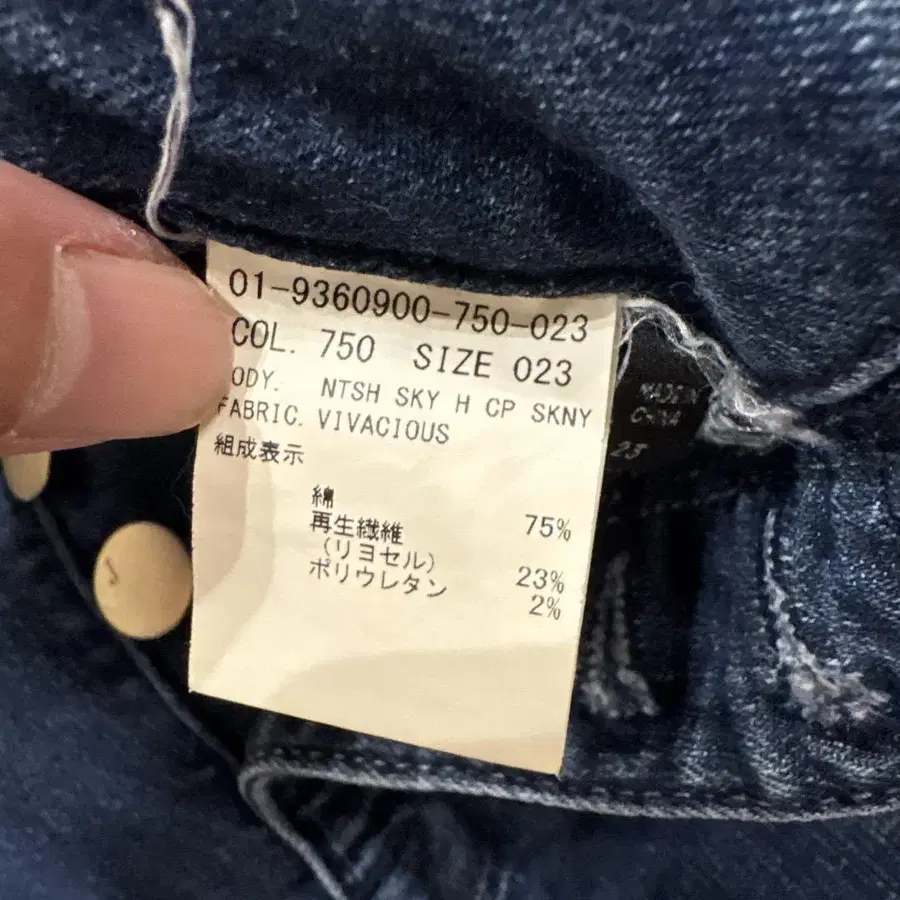 01-9360900-750-023
COL. 750 SIZE 023
ODY. NTSH SKY H CP SKNY
FABRIC. VIVACIOUS
組成表示
綿 75%
再生繊維
(リヨセル) 23%
ポリウレタン 2%
MADE IN
CHINA
23